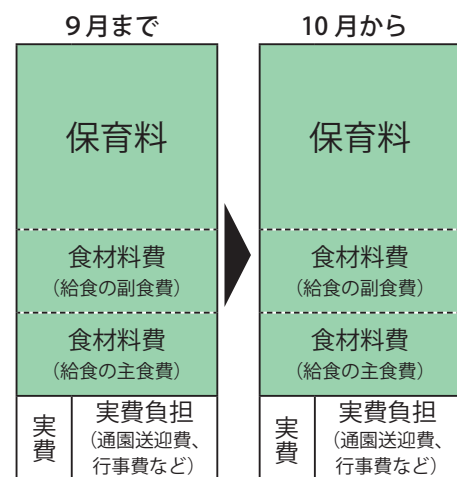 9月まで
保育料
食材料費
(給食の副食費)
食材料費
(給食の主食費)
実費
実費負担
(通園送迎費、
行事費など)
10月から
保育料
食材料費
(給食の副食費)
食材料費
(給食の主食費)
実費
実費負担
(通園送迎費、
行事費など)